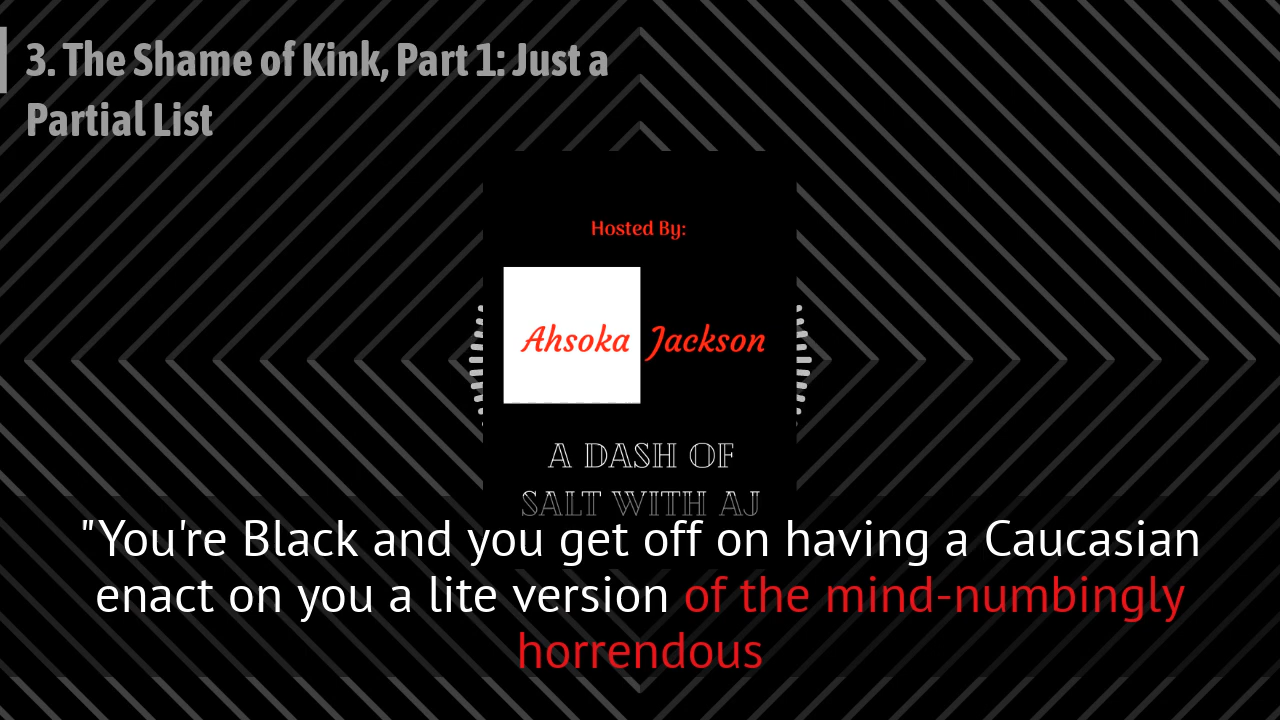 3. The Shame of Kink, Part 1: Just a
Partial List
Hosted By:
Ahsoka Jackson
A DASH OF
SALT WITH AJ
"You're Black and you get off on having a Caucasian
enact on you a lite version of the mind-numbingly
horrendous